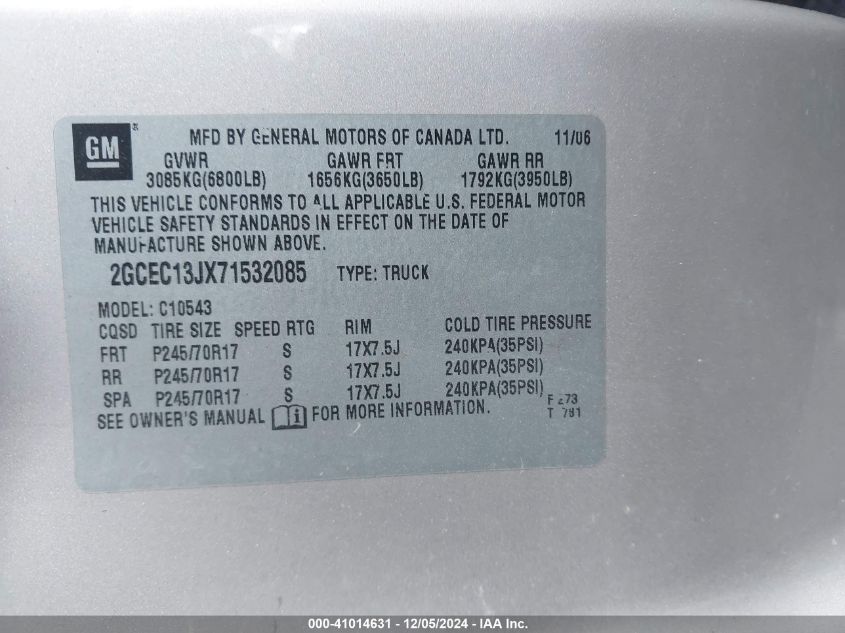 GM
MFD BY GENERAL MOTORS OF CANADA LTD. 11/06
GVWR GAWR FRT GAWR RR
3085KG(6800LB) 1656KG(3650LB) 1792KG(3950LB)
THIS VEHICLE CONFORMS TO ALL APPLICABLE U.S. FEDERAL MOTOR
VEHICLE SAFETY STANDARDS IN EFFECT ON THE DATE OF
MANUFACTURE SHOWN ABOVE.
2GCEC13JX71532085 TYPE: TRUCK
MODEL: C10543
CQSD TIRE SIZE SPEED RTG RIM COLD TIRE PRESSURE
FRT P245/70R17 S 17X7.5J 240KPA(35PSI)
RR P245/70R17 S 17X7.5J 240KPA(35PSI)
SPA P245/70R17 S 17X7.5J 240KPA(35PSI)
SEE OWNER'S MANUAL FOR MORE INFORMATION.
F
T
000-41014631 - 12/05/2024 - IAA Inc.